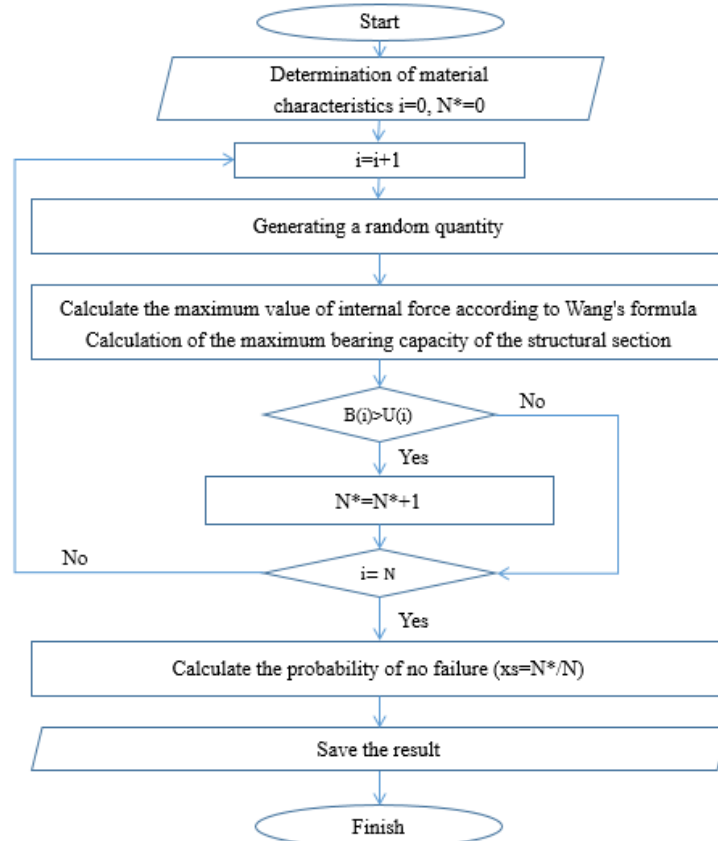 Start
Determination of material
characteristics i=0, N*=0
i=i+1
Generating a random quantity
Calculate the maximum value of internal force according to Wang's formula
Calculation of the maximum bearing capacity of the structural section
B(i)>U(i)
No
Yes
N*=N*+1
No
i= N
Yes
Calculate the probability of no failure (xs=N*/N)
Save the result
Finish